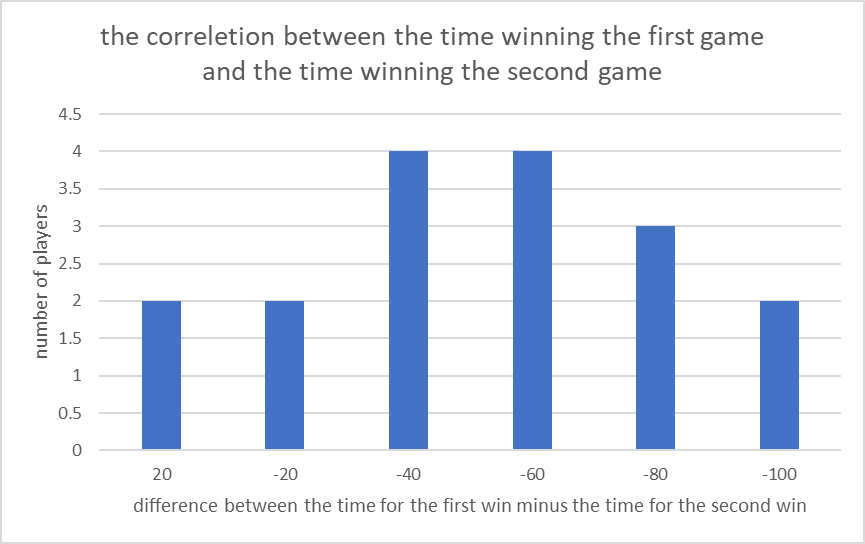 the correletion between the time winning the first game
and the time winning the second game
4.5
4
3.5
3
2.5
2
1.5
1
0.5
0
number of players
20 -20 -40 -60 -80 -100
difference between the time for the first win minus the time for the second win